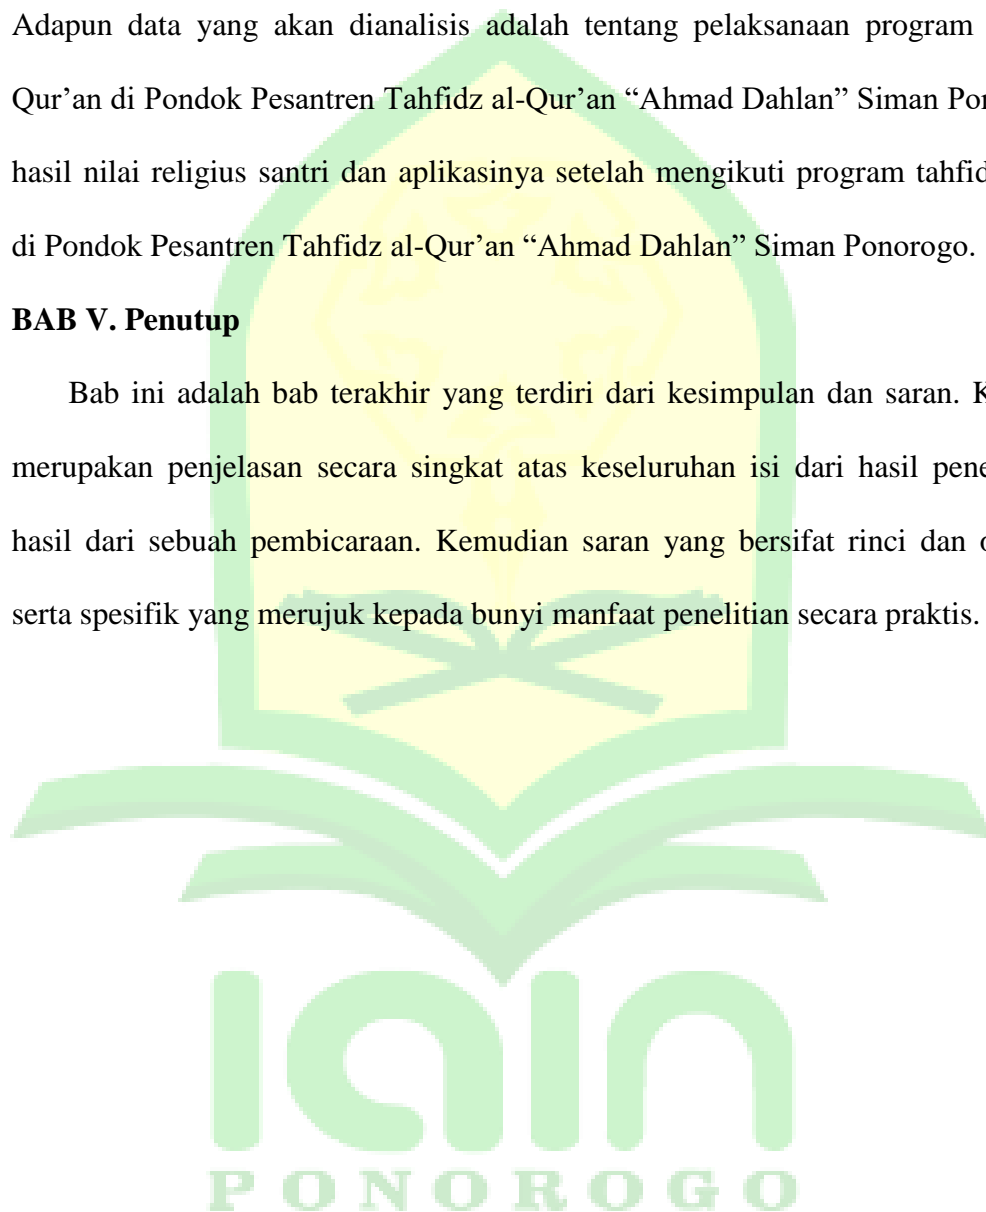 Adapun data yang akan dianalisis adalah tentang pelaksanaan program
Qur’an di Pondok Pesantren Tahfidz al-Qur’an “Ahmad Dahlan” Siman
hasil nilai religius santri dan aplikasinya setelah mengikuti program
di Pondok Pesantren Tahfidz al-Qur’an “Ahmad Dahlan” Siman Ponorogo.
BAB V. Penutup
Bab ini adalah bab terakhir yang terdiri dari kesimpulan dan saran.
merupakan penjelasan secara singkat atas keseluruhan isi dari hasil
hasil dari sebuah pembicaraan. Kemudian saran yang bersifat rinci dan
serta spesifik yang merujuk kepada bunyi manfaat penelitian secara praktis.
iain
PONOROGO